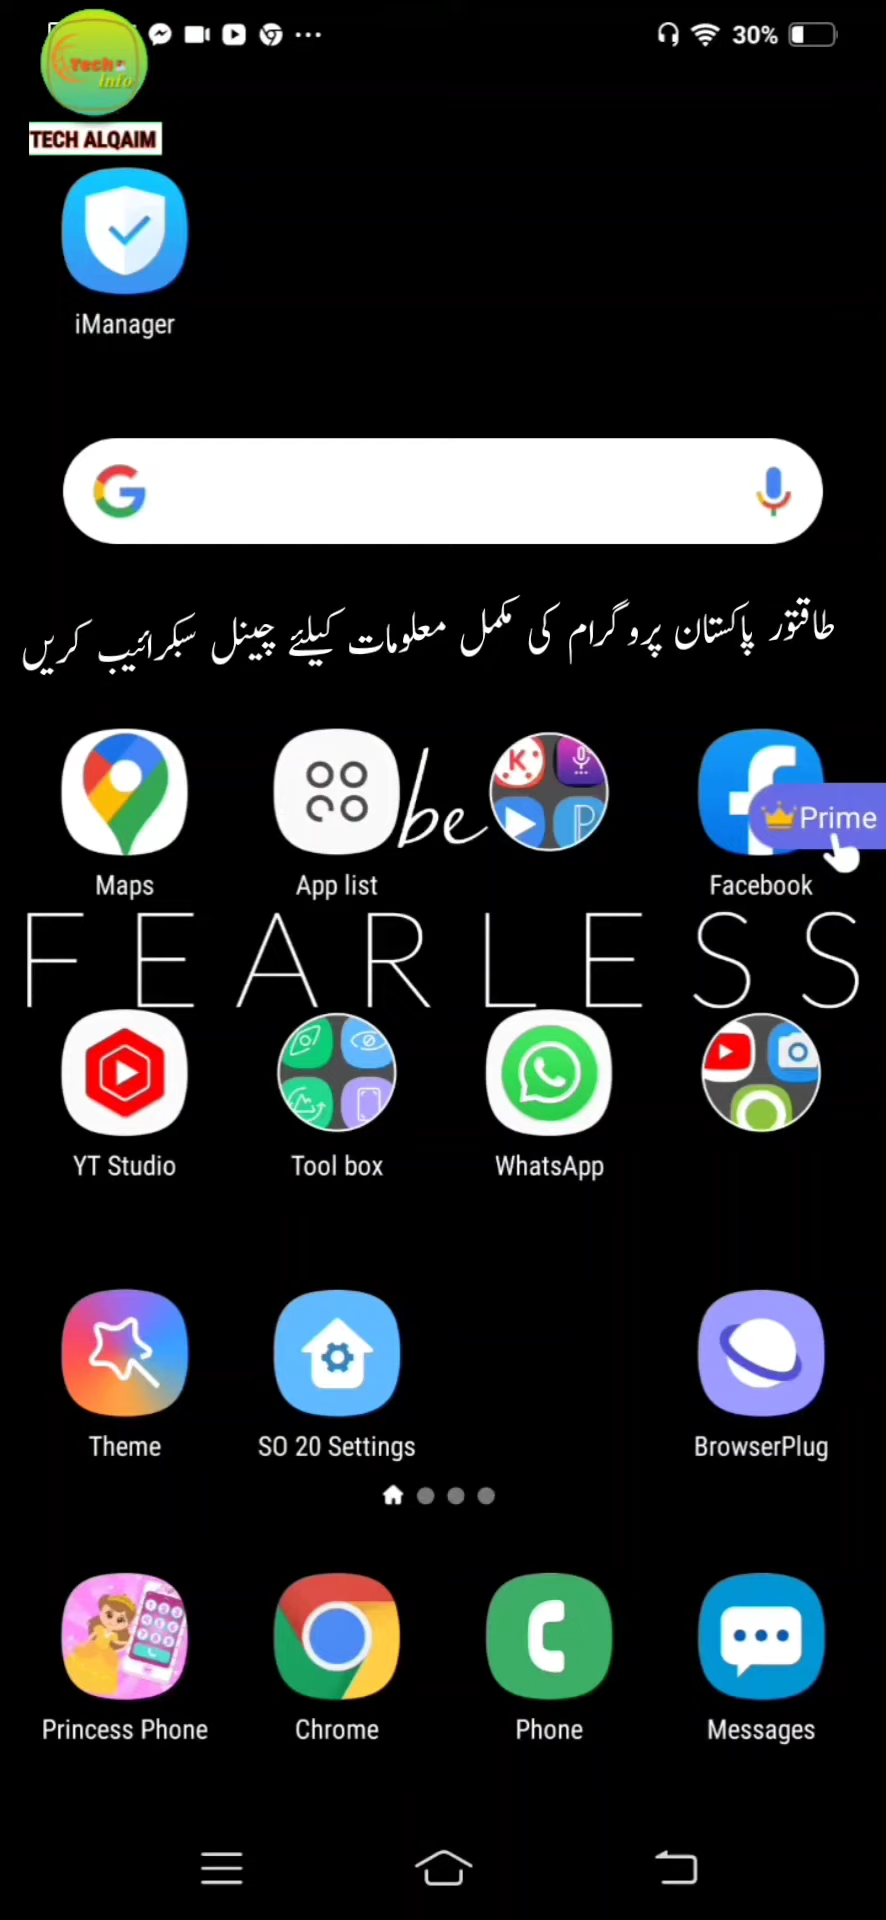 30%
Tech
info
TECH ALQAIM
iManager
طاقتور پاکستان پروگرام کی مکمل معلومات کیلئے چینل سبکرائیب کریں
be
Prime
Maps
App list
Facebook
FEARLESS
YT Studio
Tool box
WhatsApp
Theme
SO 20 Settings
BrowserPlug
Princess Phone
Chrome
Phone
Messages